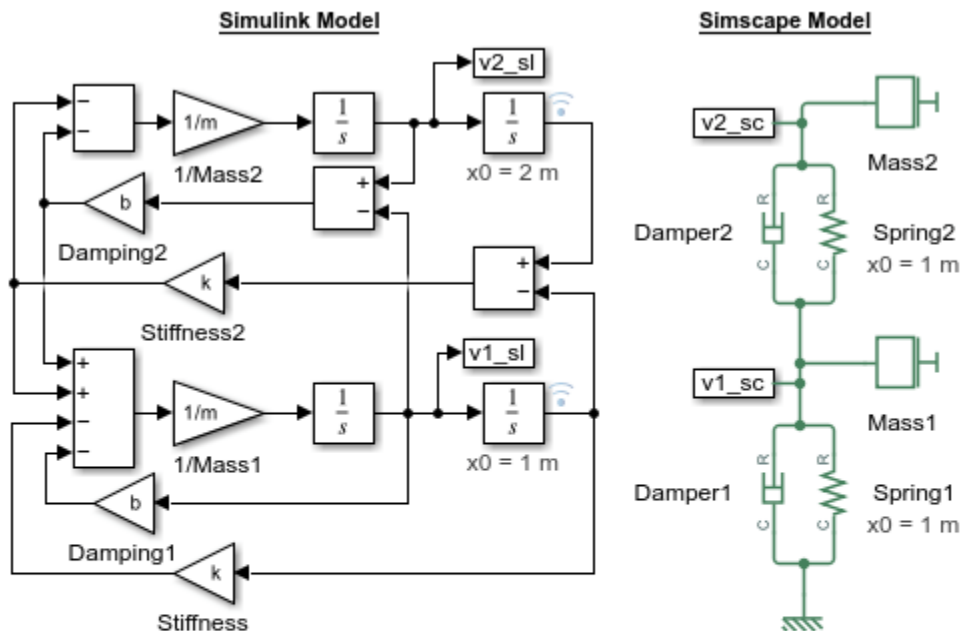 Simulink Model
Simscape Model
v2_sl
−
−
1/m
1
s
1
s
1/Mass2
x0 = 2 m
+
−
b
Damping2
+
−
k
Stiffness2
v1_sl
+
+
−
−
1/m
1
s
1
s
1/Mass1
x0 = 1 m
b
Damping1
k
Stiffness
v2_sc
Mass2
R
R
Damper2
Spring2
x0 = 1 m
C
C
v1_sc
Mass1
R
R
Damper1
Spring1
x0 = 1 m
C
C